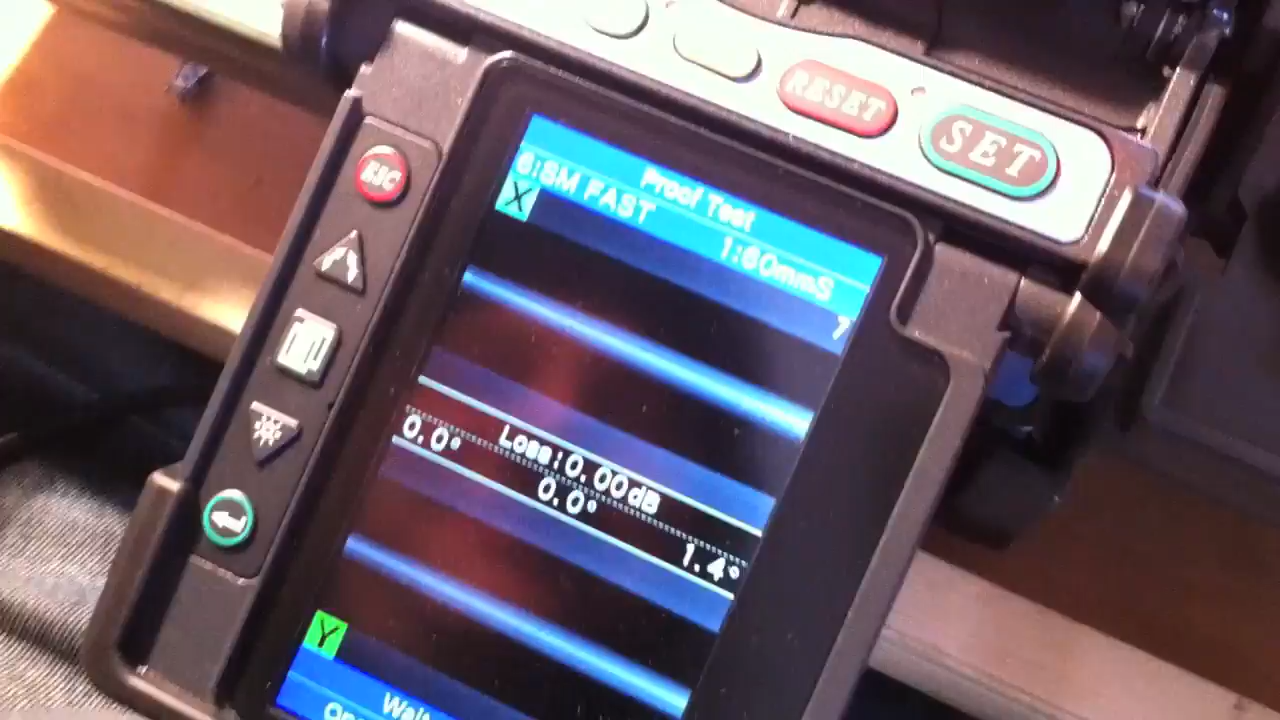 RESET
SET
ESC
Proof Test
6:SM FAST
1:60mmS
X
7
Loss:0.00dB
0.0°
0.0°
1.4°
Y